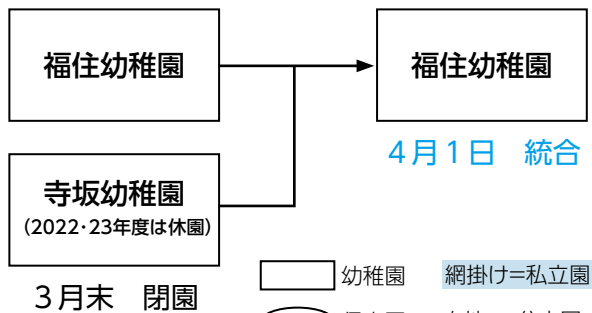 福住幼稚園
福住幼稚園
4月1日 統合
寺坂幼稚園
(2022・23年度は休園)
3月末 閉園
幼稚園 網掛け=私立園